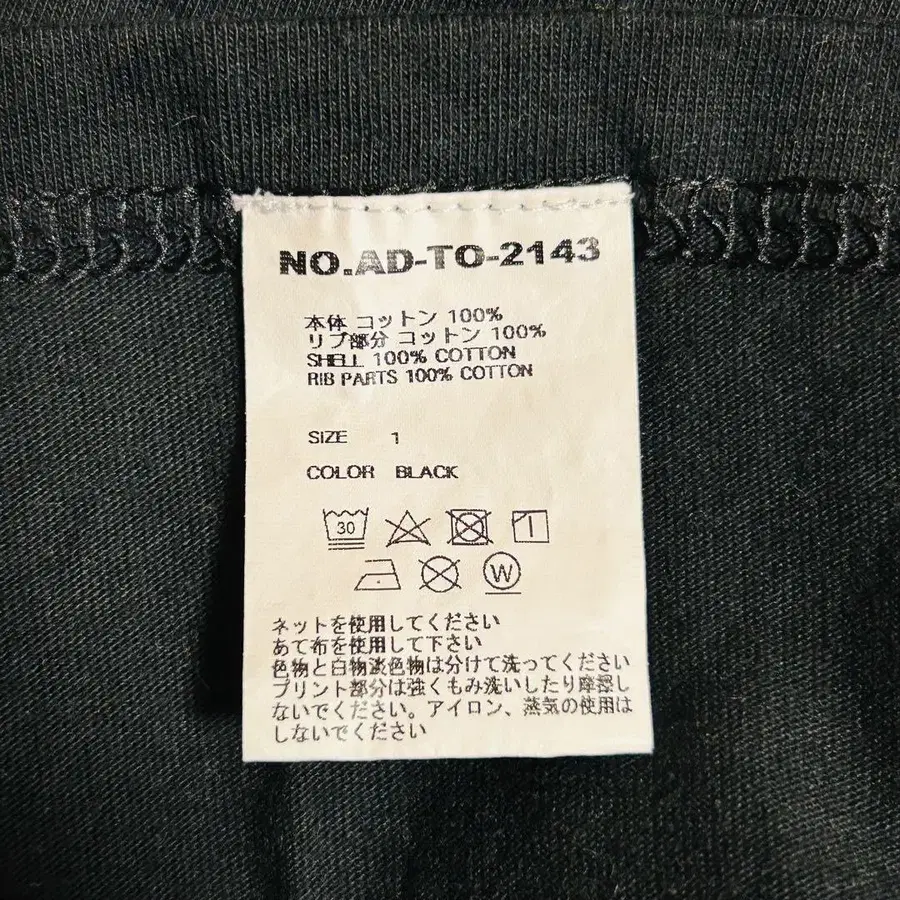 NO.AD-TO-2143
本体 コットン 100%
リブ部分 コットン 100%
SHELL 100% COTTON
RIB PARTS 100% COTTON
SIZE 1
COLOR BLACK
30
W
ネットを使用してください
あて布を使用して下さい
色物と白物淡色物は分けて洗ってください
プリント部分は強くもみ洗いしたり摩擦し
ないでください。アイロン、蒸気の使用は
しないでください